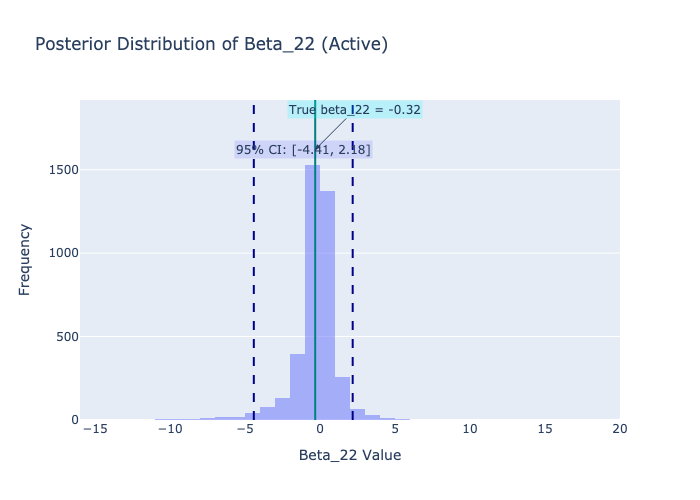 Posterior Distribution of Beta_22 (Active)
True beta_22 = -0.32
95% CI: [-4.41, 2.18]
1500
1000
500
0
−15 −10 −5 0 5 10 15 20
Frequency
Beta_22 Value